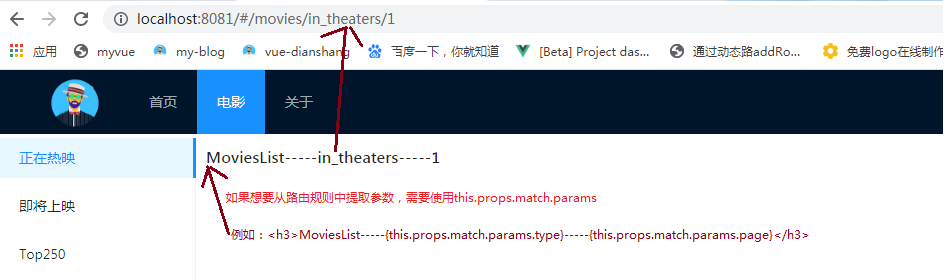 localhost:8081/#/movies/in_theaters/1
应用 myvue my-blog vue-dianshang 百度一下，你就知道 [Beta] Project das... 通过动态路addRo... 免费logo在线制作
首页 电影 关于
正在热映
MoviesList-----in_theaters-----1
如果想要从路由规则中提取参数，需要使用this.props.match.params
即将上映
例如：<h3>MoviesList-----{this.props.match.params.type}-----{this.props.match.params.page}</h3>
Top250